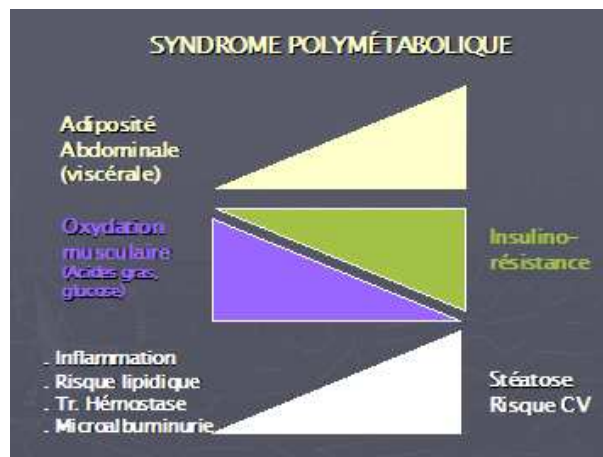 SYNDROME POLYMÉTABOLIQUE
Adiposité
Abdominale
(viscérale)
Oxydation
musculaire
(Acides gras,
glucose)
Insulino-
résistance
. Inflammation
. Risque lipidique
. Tr. Hémostase
. Microalbuminurie
Stéatose
Risque CV